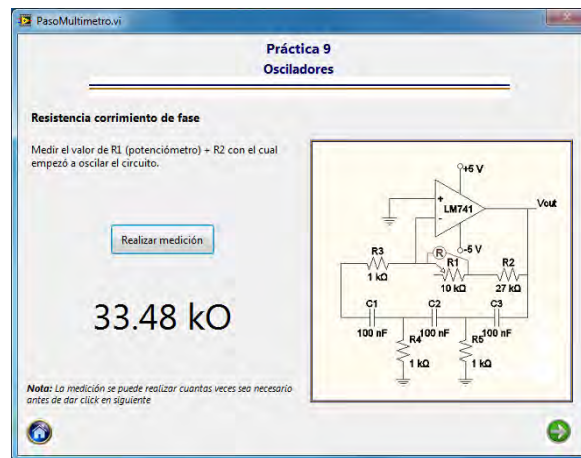 PasoMultimetro.vi
Práctica 9
Osciladores
Resistencia corrimiento de fase
Medir el valor de R1 (potenciómetro) + R2 con el cual
empezó a oscilar el circuito.
Realizar medición
33.48 kO
Nota: La medición se puede realizar cuantas veces sea necesario
antes de dar click en siguiente
+5 V
+
LM741
Vout
-
-5 V
R
R3
R1
R2
1 kΩ
10 kΩ
27 kΩ
C1
C2
C3
100 nF
100 nF
100 nF
R4
R5
1 kΩ
1 kΩ